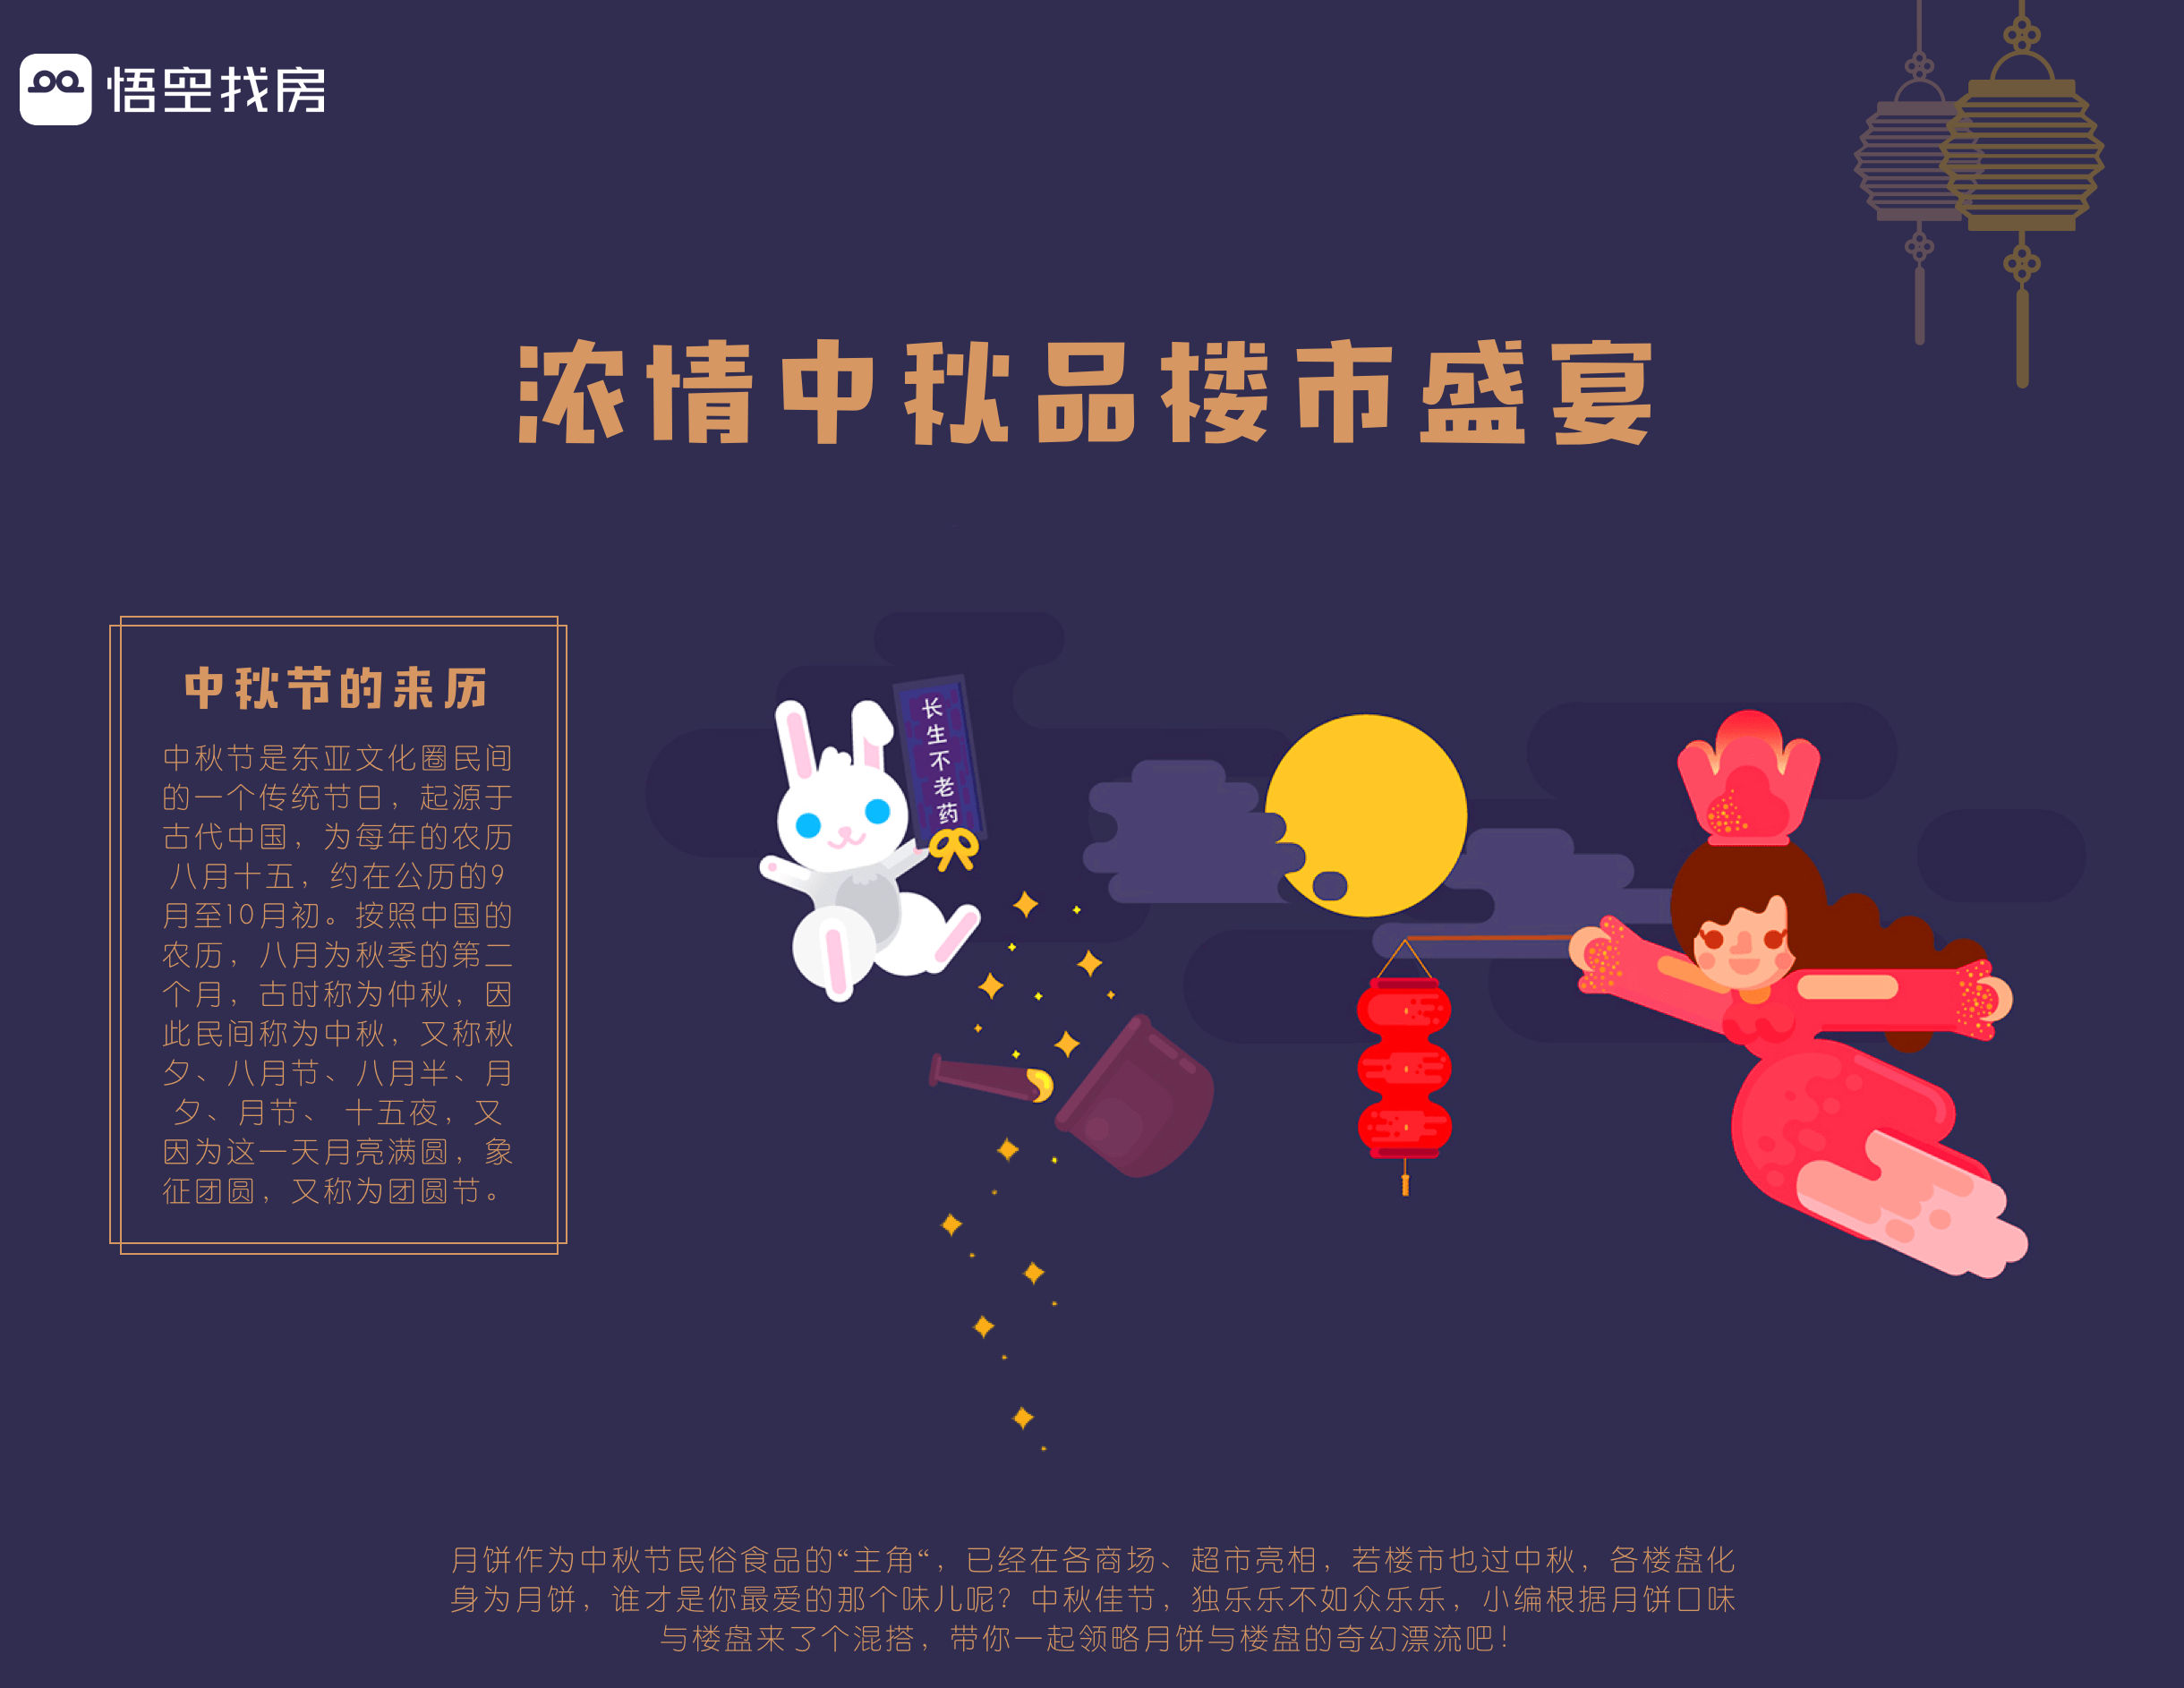 悟空找房
浓情中秋品楼市盛宴
中秋节的来历
中秋节是东亚文化圈民间
的一个传统节日，起源于
古代中国，为每年的农历
八月十五，约在公历的9
月至10月初。按照中国的
农历，八月为秋季的第二
个月，古时称为仲秋，因
此民间称为中秋，又称秋
夕、八月节、八月半、月
夕、月节、 十五夜，又
因为这一天月亮满圆，象
征团圆，又称为团圆节。
长生不老药
月饼作为中秋节民俗食品的“主角“，已经在各商场、超市亮相，若楼市也过中秋，各楼盘化
身为月饼，谁才是你最爱的那个味儿呢？中秋佳节，独乐乐不如众乐乐，小编根据月饼口味
与楼盘来了个混搭，带你一起领略月饼与楼盘的奇幻漂流吧！